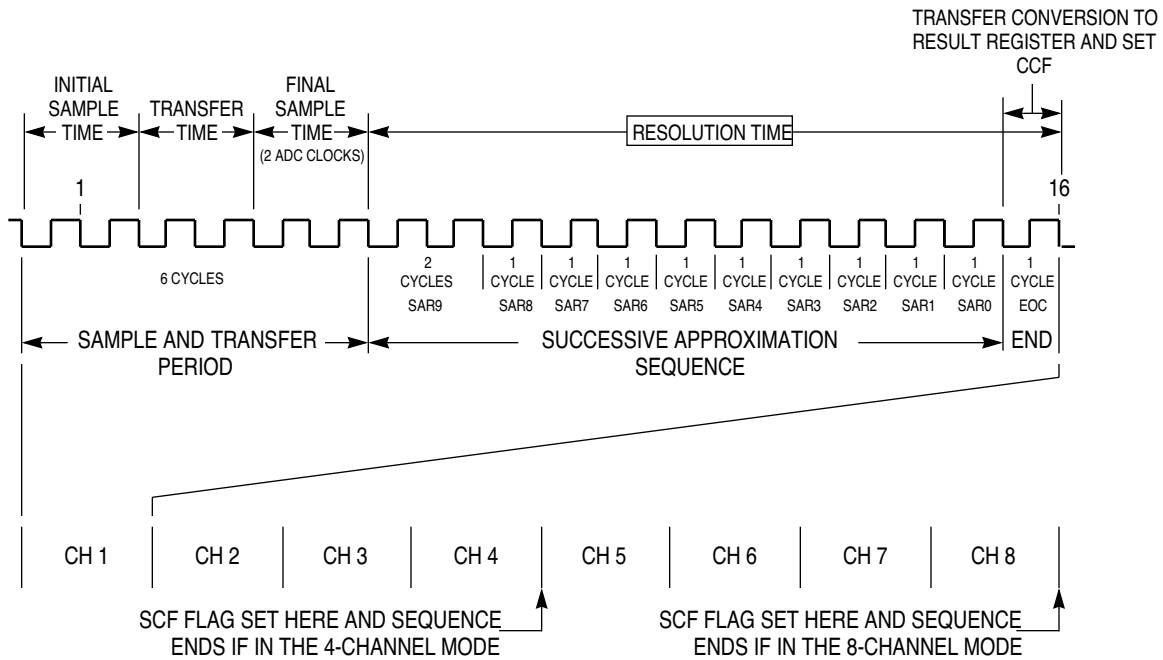 TRANSFER CONVERSION TO
RESULT REGISTER AND SET
CCF
INITIAL
SAMPLE
TIME
TRANSFER
TIME
FINAL
SAMPLE
TIME
(2 ADC CLOCKS)
RESOLUTION TIME
1
16
6 CYCLES
2
CYCLES
SAR9
1
CYCLE
SAR8
1
CYCLE
SAR7
1
CYCLE
SAR6
1
CYCLE
SAR5
1
CYCLE
SAR4
1
CYCLE
SAR3
1
CYCLE
SAR2
1
CYCLE
SAR1
1
CYCLE
SAR0
1
CYCLE
EOC
SAMPLE AND TRANSFER
PERIOD
SUCCESSIVE APPROXIMATION
SEQUENCE
END
CH 1
CH 2
CH 3
CH 4
CH 5
CH 6
CH 7
CH 8
SCF FLAG SET HERE AND SEQUENCE
ENDS IF IN THE 4-CHANNEL MODE
SCF FLAG SET HERE AND SEQUENCE
ENDS IF IN THE 8-CHANNEL MODE